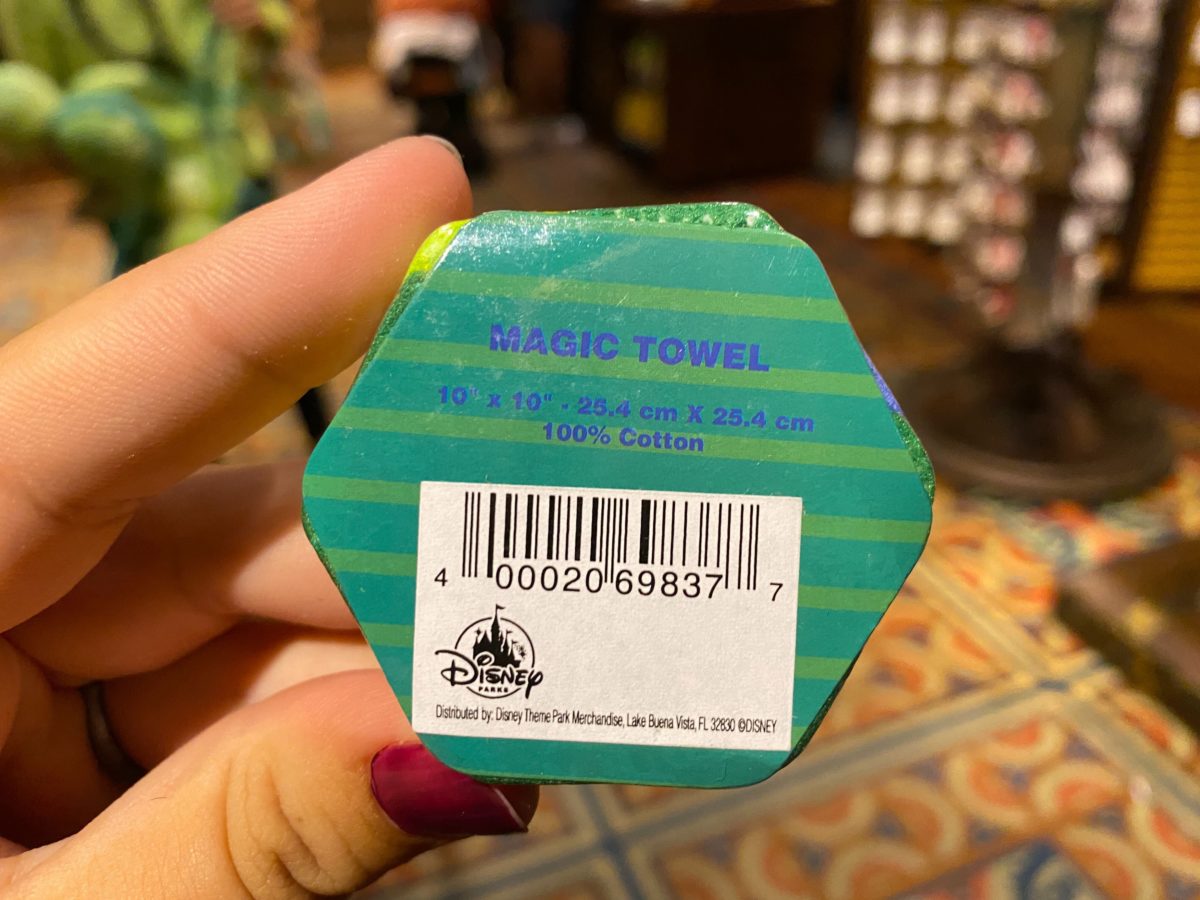 MAGIC TOWEL
10" x 10" - 25.4 cm X 25.4 cm
100% Cotton
4 00020 69837 7
Disney
PARKS
Distributed by: Disney Theme Park Merchandise, Lake Buena Vista, FL 32830 ©DISNEY